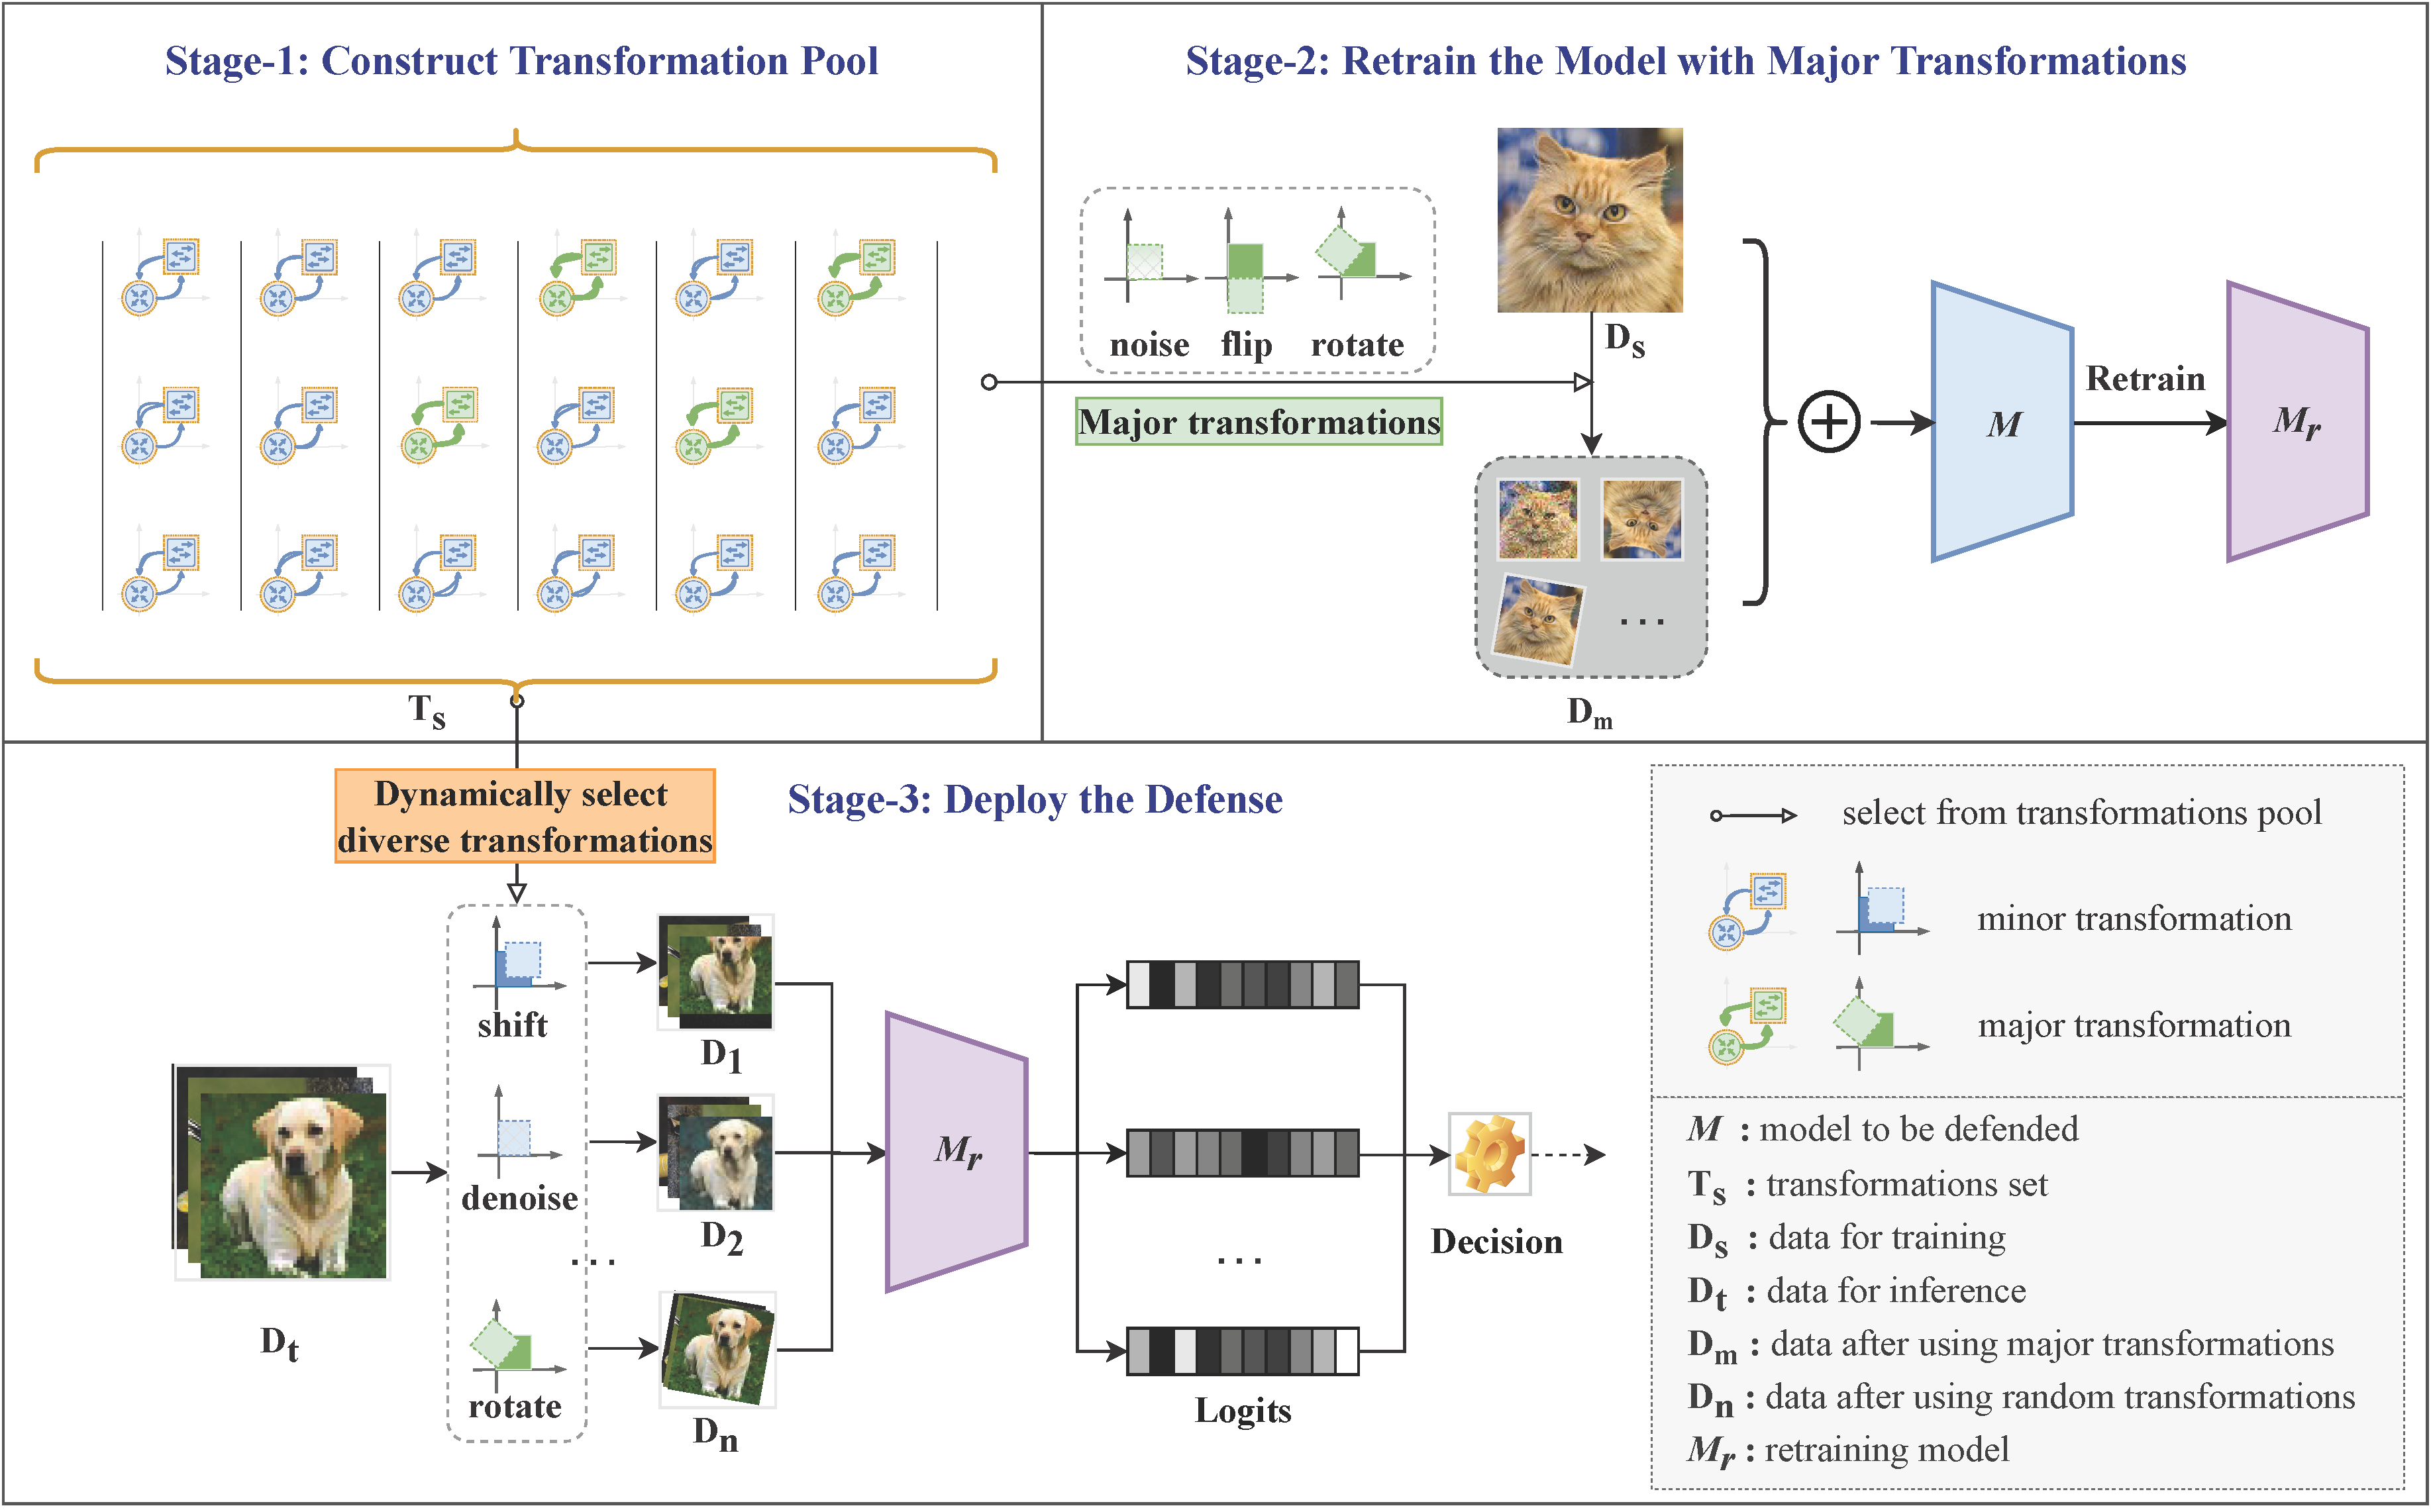 Stage-1: Construct Transformation Pool
T_s
Stage-2: Retrain the Model with Major Transformations
noise flip rotate
D_s
Major transformations
D_m
M
Retrain
M_r
Stage-3: Deploy the Defense
Dynamically select
diverse transformations
shift
denoise
...
rotate
D_t
D_1
D_2
D_n
M_r
...
Logits
Decision
select from transformations pool
minor transformation
major transformation
M : model to be defended
T_s : transformations set
D_s : data for training
D_t : data for inference
D_m : data after using major transformations
D_n : data after using random transformations
M_r : retraining model